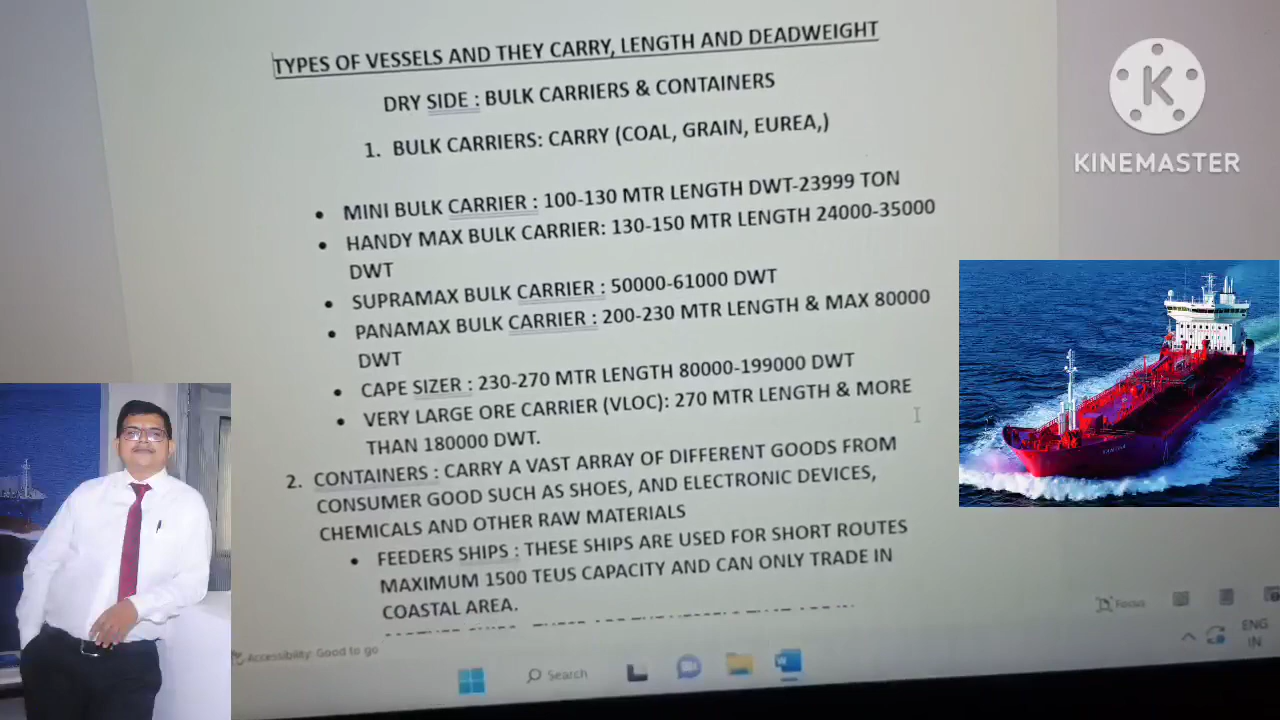 TYPES OF VESSELS AND THEY CARRY, LENGTH AND DEADWEIGHT
DRY SIDE : BULK CARRIERS & CONTAINERS
1. BULK CARRIERS: CARRY (COAL, GRAIN, EUREA,)
• MINI BULK CARRIER : 100-130 MTR LENGTH DWT-23999 TON
• HANDY MAX BULK CARRIER: 130-150 MTR LENGTH 24000-35000
DWT
• SUPRAMAX BULK CARRIER : 50000-61000 DWT
• PANAMAX BULK CARRIER : 200-230 MTR LENGTH & MAX 80000
DWT
• CAPE SIZER : 230-270 MTR LENGTH 80000-199000 DWT
• VERY LARGE ORE CARRIER (VLOC): 270 MTR LENGTH & MORE
THAN 180000 DWT.
2. CONTAINERS : CARRY A VAST ARRAY OF DIFFERENT GOODS FROM
CONSUMER GOOD SUCH AS SHOES, AND ELECTRONIC DEVICES,
CHEMICALS AND OTHER RAW MATERIALS
• FEEDERS SHIPS : THESE SHIPS ARE USED FOR SHORT ROUTES
MAXIMUM 1500 TEUS CAPACITY AND CAN ONLY TRADE IN
COASTAL AREA.
Accessibility: Good to go
Focus
Search
ENG
IN
K
KINEMASTER